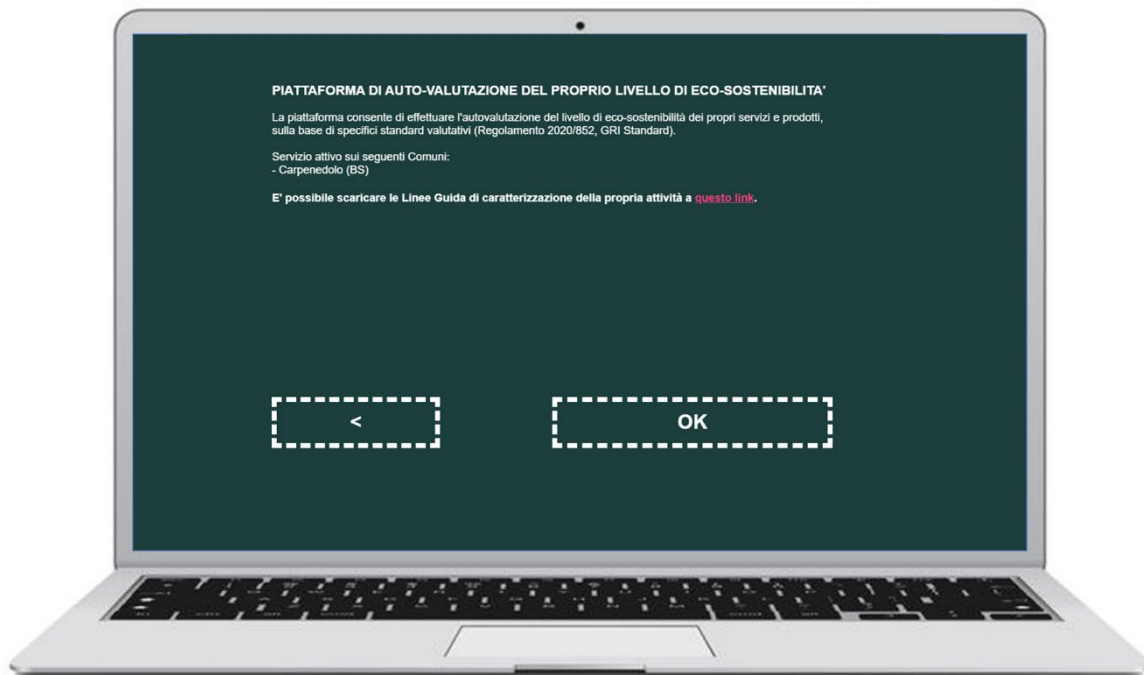 PIATTAFORMA DI AUTO-VALUTAZIONE DEL PROPRIO LIVELLO DI ECO-SOSTENIBILITA'
La piattaforma consente di effettuare l'autovalutazione del livello di eco-sostenibilità dei propri servizi e prodotti,
sulla base di specifici standard valutativi (Regolamento 2020/852, GRI Standard).
Servizio attivo sui seguenti Comuni:
- Carpenedolo (BS)
E' possibile scaricare le Linee Guida di caratterizzazione della propria attività a questo link.
< OK